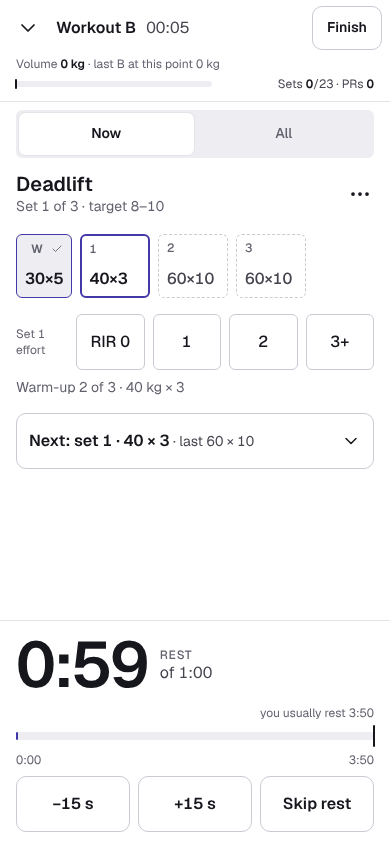 Workout B 00:05
Finish
Volume 0 kg · last B at this point 0 kg
Sets 0/23 · PRs 0
Now All
Deadlift
Set 1 of 3 · target 8–10
W 1 2 3
30×5 40×3 60×10 60×10
Set 1 effort
RIR 0 1 2 3+
Warm-up 2 of 3 · 40 kg × 3
Next: set 1 · 40 × 3 · last 60 × 10
0:59
REST
of 1:00
you usually rest 3:50
0:00 3:50
−15 s +15 s Skip rest